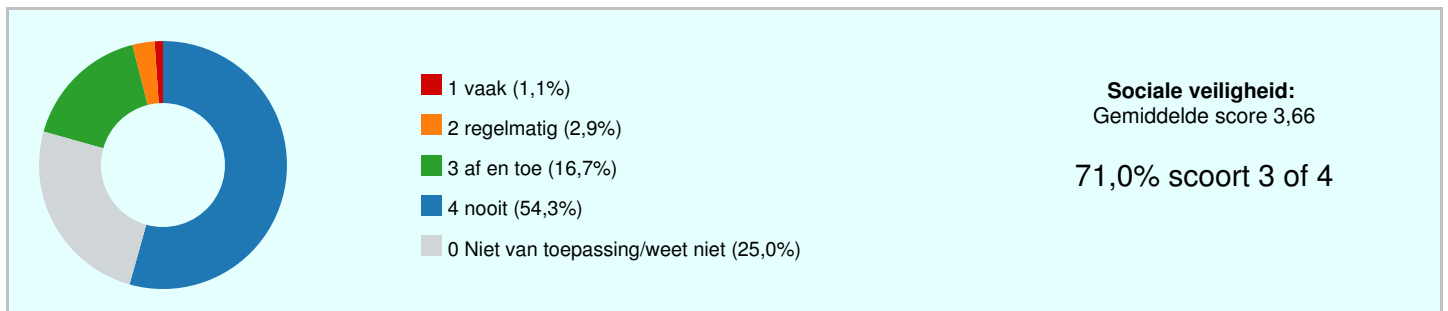 1 vaak (1,1%)
2 regelmatig (2,9%)
3 af en toe (16,7%)
4 nooit (54,3%)
0 Niet van toepassing/weet niet (25,0%)
Sociale veiligheid:
Gemiddelde score 3,66
71,0% scoort 3 of 4